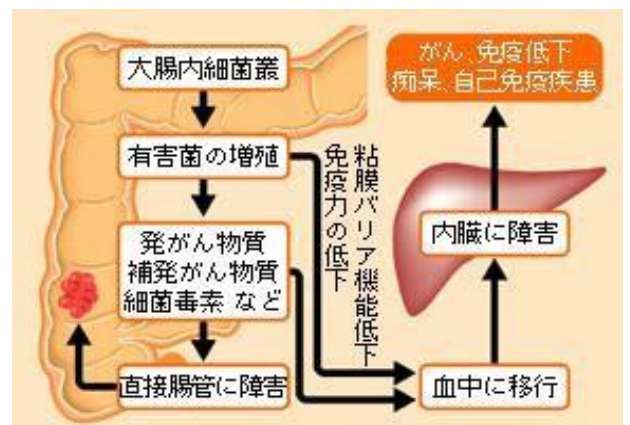 大腸内細菌叢
有害菌の増殖
発がん物質
補発がん物質
細菌毒素 など
直接腸管に障害
粘膜バリア機能低下
免疫力の低下
血中に移行
内臓に障害
がん、免疫低下
痴呆、自己免疫疾患